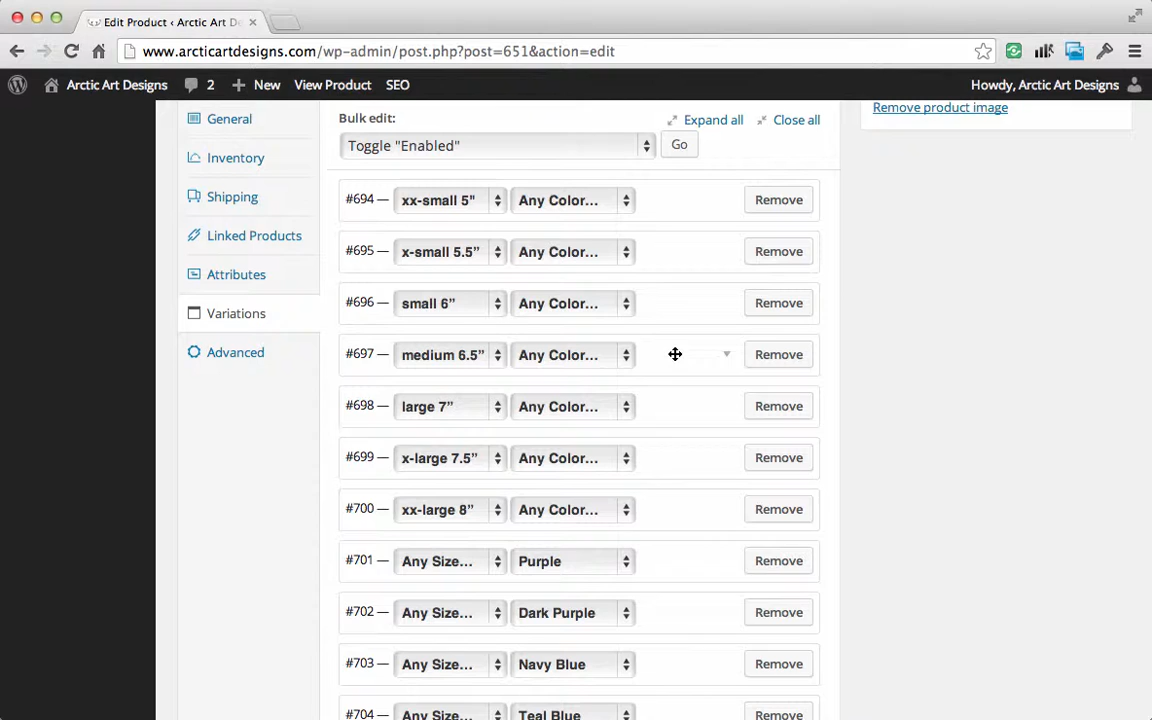 Edit Product ‹ Arctic Art D
www.arcticartdesigns.com/wp-admin/post.php?post=651&action=edit
Arctic Art Designs 2 New View Product SEO Howdy, Arctic Art Designs
Remove product image
General
Inventory
Shipping
Linked Products
Attributes
Variations
Advanced
Bulk edit: Expand all Close all
Toggle "Enabled" Go
#694 — xx-small 5" Any Color... Remove
#695 — x-small 5.5” Any Color... Remove
#696 — small 6” Any Color... Remove
#697 — medium 6.5” Any Color... Remove
#698 — large 7” Any Color... Remove
#699 — x-large 7.5” Any Color... Remove
#700 — xx-large 8” Any Color... Remove
#701 — Any Size... Purple Remove
#702 — Any Size... Dark Purple Remove
#703 — Any Size... Navy Blue Remove
#704 — Any Size... Teal Blue Remove